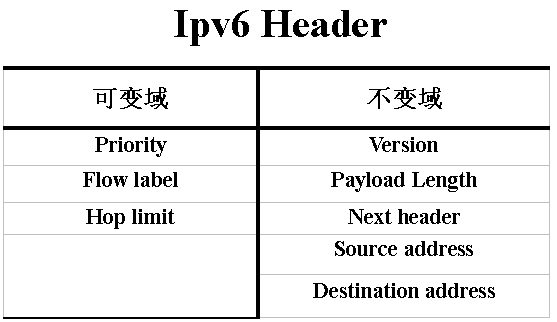 Ipv6 Header
可变域 不变域
Priority Version
Flow label Payload Length
Hop limit Next header
Source address
Destination address